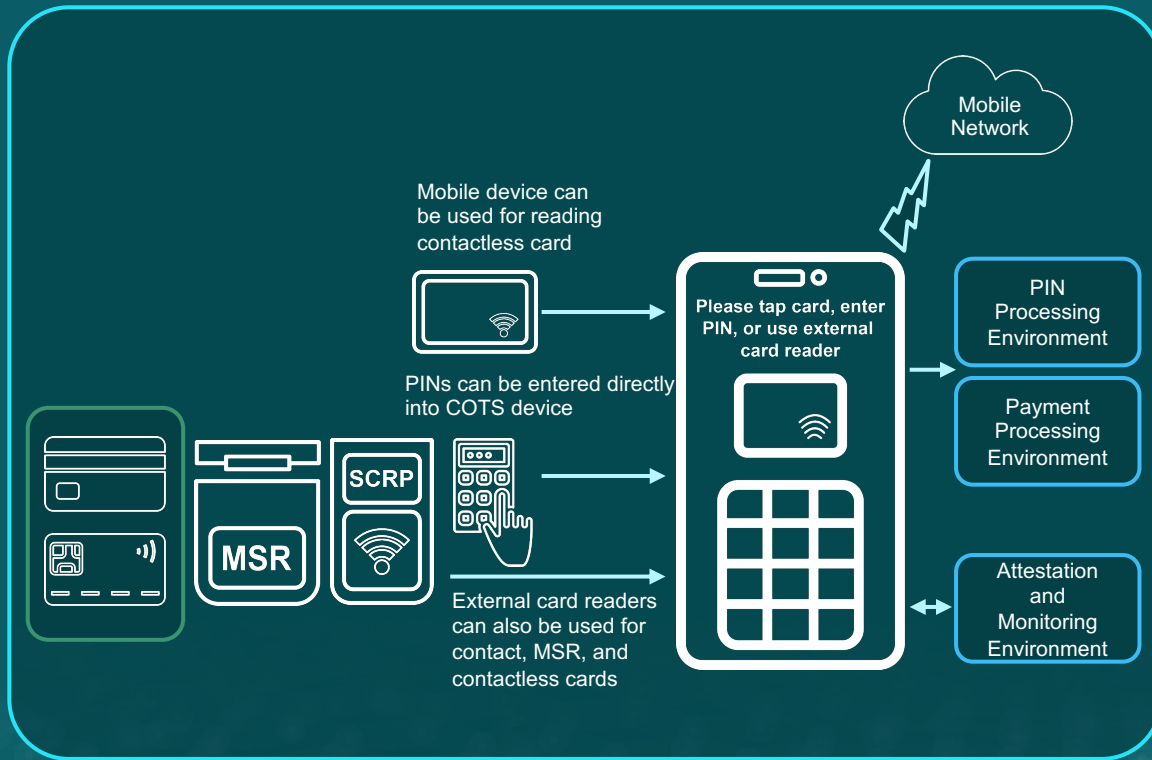 Mobile
Network
Mobile device can
be used for reading
contactless card
Please tap card, enter
PIN, or use external
card reader
PIN
Processing
Environment
PINs can be entered directly
into COTS device
Payment
Processing
Environment
SCRP
MSR
External card readers
can also be used for
contact, MSR, and
contactless cards
Attestation
and
Monitoring
Environment